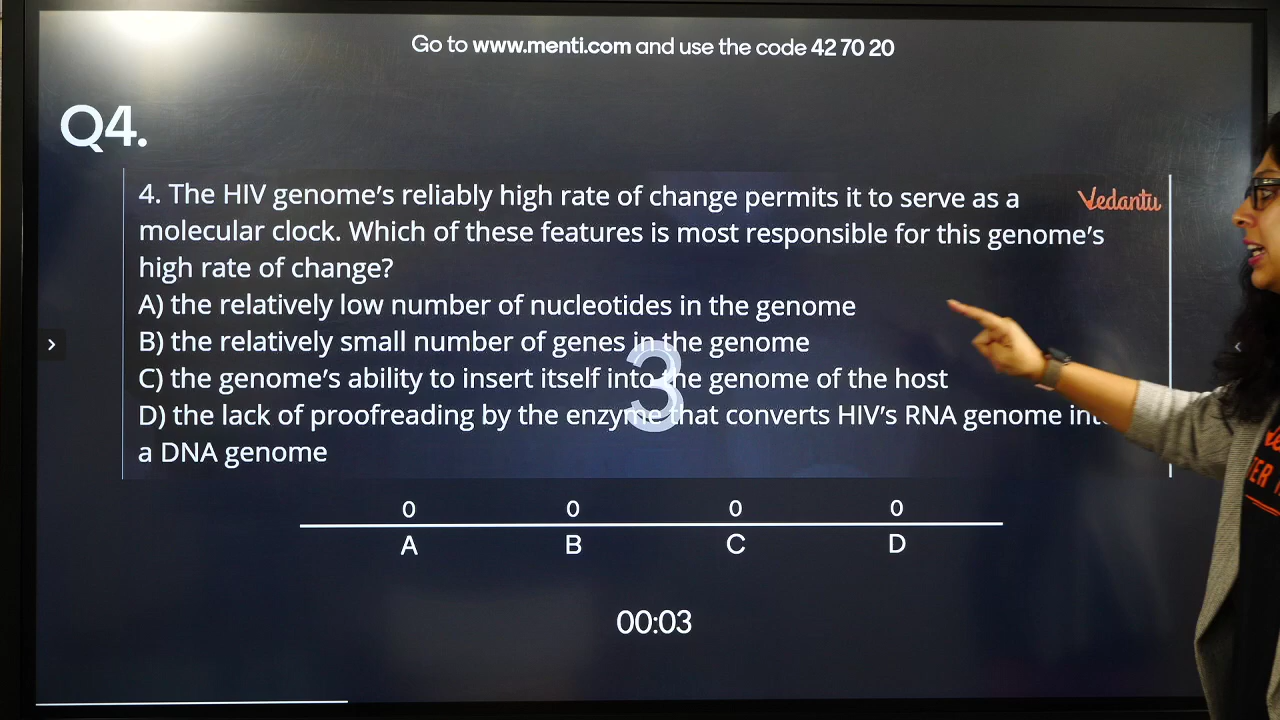 Go to www.menti.com and use the code 42 70 20
Q4.
4. The HIV genome's reliably high rate of change permits it to serve as a
Vedantu
molecular clock. Which of these features is most responsible for this genome's
high rate of change?
A) the relatively low number of nucleotides in the genome
B) the relatively small number of genes in the genome
C) the genome's ability to insert itself into the genome of the host
D) the lack of proofreading by the enzyme that converts HIV's RNA genome into
a DNA genome
3
0 0 0 0
A B C D
00:03